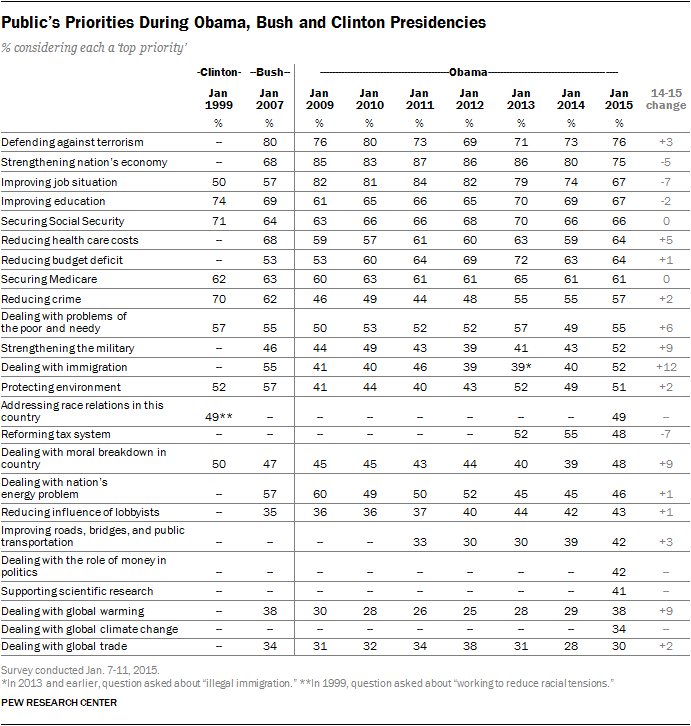 Public's Priorities During Obama, Bush and Clinton Presidencies
% considering each a 'top priority'
-Clinton- --Bush-- ----------------------------------------Obama----------------------------------------
Jan 1999 Jan 2007 Jan 2009 Jan 2010 Jan 2011 Jan 2012 Jan 2013 Jan 2014 Jan 2015 14-15 change
% % % % % % % % %
Defending against terrorism -- 80 76 80 73 69 71 73 76 +3
Strengthening nation's economy -- 68 85 83 87 86 86 80 75 -5
Improving job situation 50 57 82 81 84 82 79 74 67 -7
Improving education 74 69 61 65 66 65 70 69 67 -2
Securing Social Security 71 64 63 66 66 68 70 66 66 0
Reducing health care costs -- 68 59 57 61 60 63 59 64 +5
Reducing budget deficit -- 53 53 60 64 69 72 63 64 +1
Securing Medicare 62 63 60 63 61 61 65 61 61 0
Reducing crime 70 62 46 49 44 48 55 55 57 +2
Dealing with problems of
the poor and needy 57 55 50 53 52 52 57 49 55 +6
Strengthening the military -- 46 44 49 43 39 41 43 52 +9
Dealing with immigration -- 55 41 40 46 39 39* 40 52 +12
Protecting environment 52 57 41 44 40 43 52 49 51 +2
Addressing race relations in this
country 49** -- -- -- -- -- -- -- 49 --
Reforming tax system -- -- -- -- -- -- 52 55 48 -7
Dealing with moral breakdown in
country 50 47 45 45 43 44 40 39 48 +9
Dealing with nation's
energy problem -- 57 60 49 50 52 45 45 46 +1
Reducing influence of lobbyists -- 35 36 36 37 40 44 42 43 +1
Improving roads, bridges, and public
transportation -- -- -- -- 33 30 30 39 42 +3
Dealing with the role of money in
politics -- -- -- -- -- -- -- -- 42 --
Supporting scientific research -- -- -- -- -- -- -- -- 41 --
Dealing with global warming -- 38 30 28 26 25 28 29 38 +9
Dealing with global climate change -- -- -- -- -- -- -- -- 34 --
Dealing with global trade -- 34 31 32 34 38 31 28 30 +2
Survey conducted Jan. 7-11, 2015.
*In 2013 and earlier, question asked about "illegal immigration." **In 1999, question asked about "working to reduce racial tensions."
PEW RESEARCH CENTER